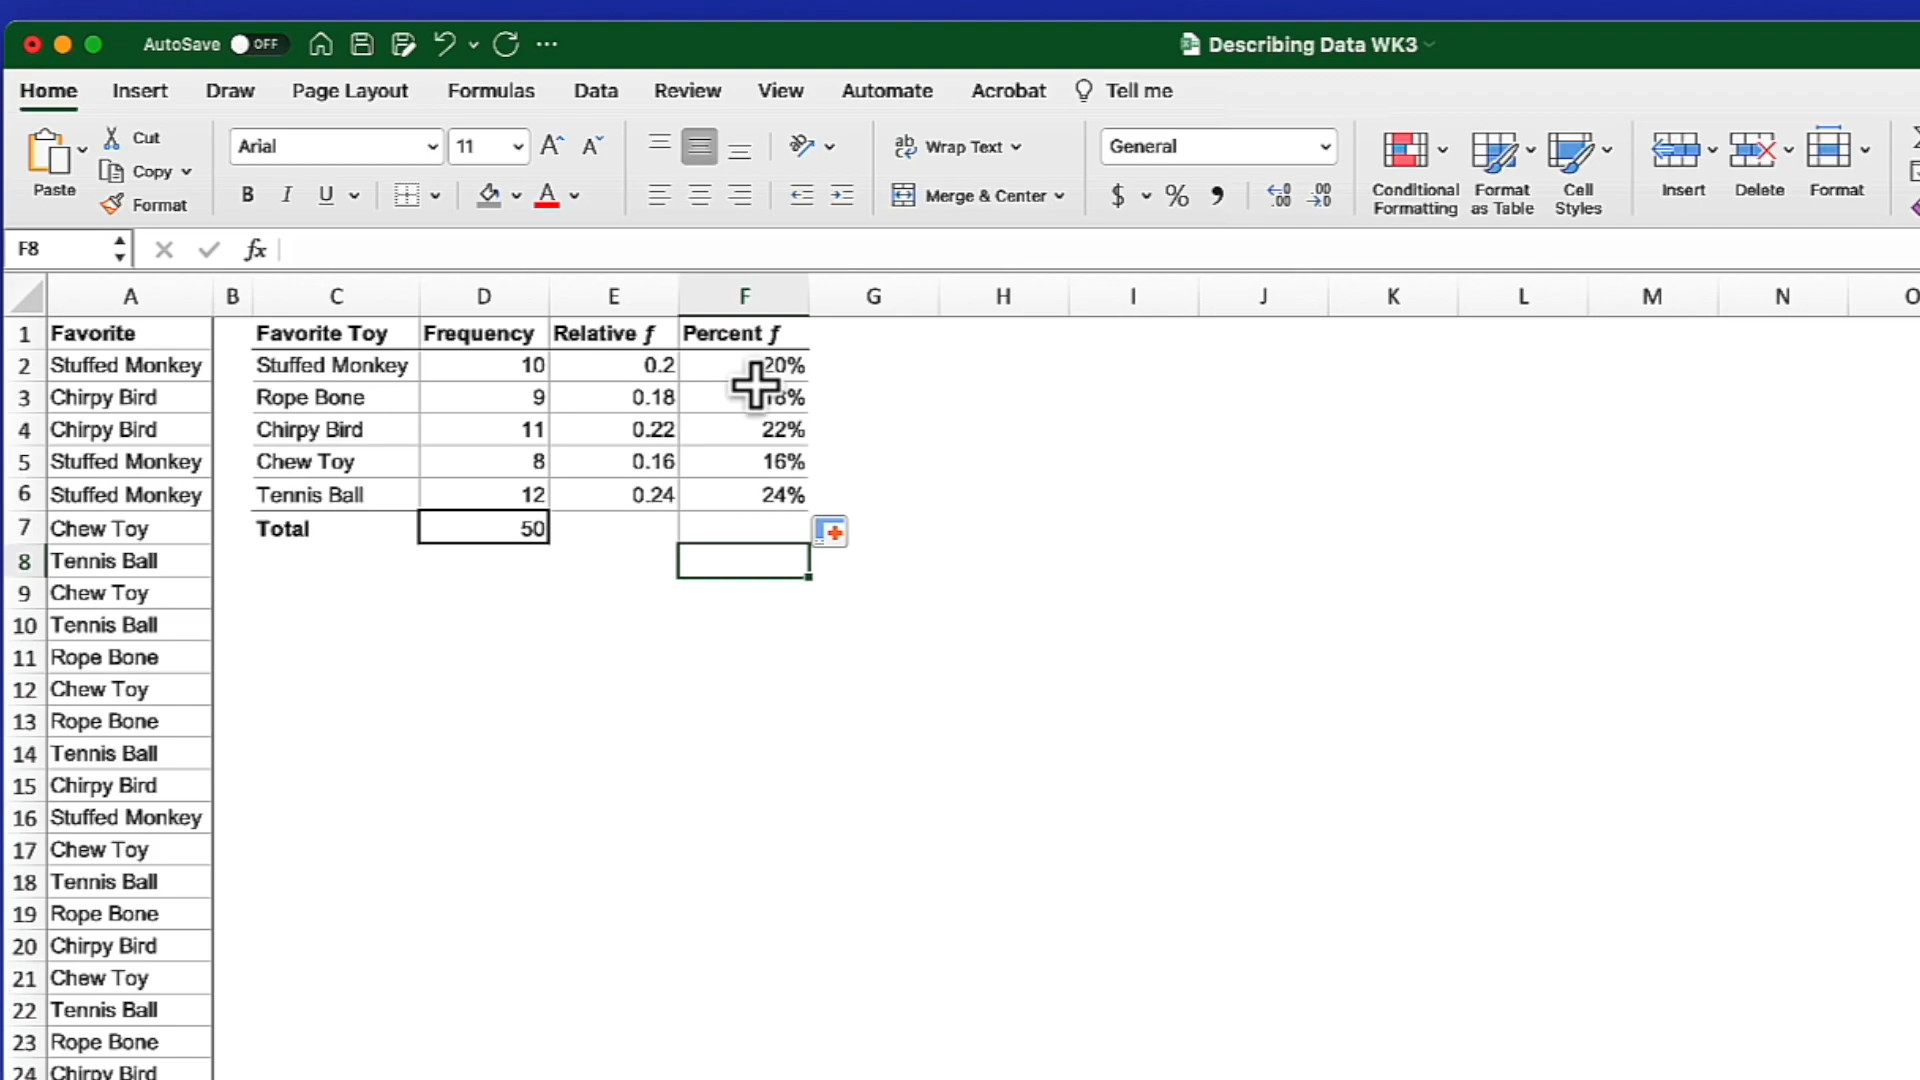 AutoSave OFF Describing Data WK3
Home Insert Draw Page Layout Formulas Data Review View Automate Acrobat Tell me
Paste Cut Copy Format
Arial 11
B I U
Wrap Text
Merge & Center
General
$ %
Conditional Formatting
Format as Table
Cell Styles
Insert Delete Format
F8 fx
A B C D E F G H I J K L M N O
1 Favorite Favorite Toy Frequency Relative ƒ Percent ƒ
2 Stuffed Monkey Stuffed Monkey 10 0.2 20%
3 Chirpy Bird Rope Bone 9 0.18
4 Chirpy Bird Chirpy Bird 11 0.22 22%
5 Stuffed Monkey Chew Toy 8 0.16 16%
6 Stuffed Monkey Tennis Ball 12 0.24 24%
7 Chew Toy Total 50
8 Tennis Ball
9 Chew Toy
10 Tennis Ball
11 Rope Bone
12 Chew Toy
13 Rope Bone
14 Tennis Ball
15 Chirpy Bird
16 Stuffed Monkey
17 Chew Toy
18 Tennis Ball
19 Rope Bone
20 Chirpy Bird
21 Chew Toy
22 Tennis Ball
23 Rope Bone
24 Chirpy Bird